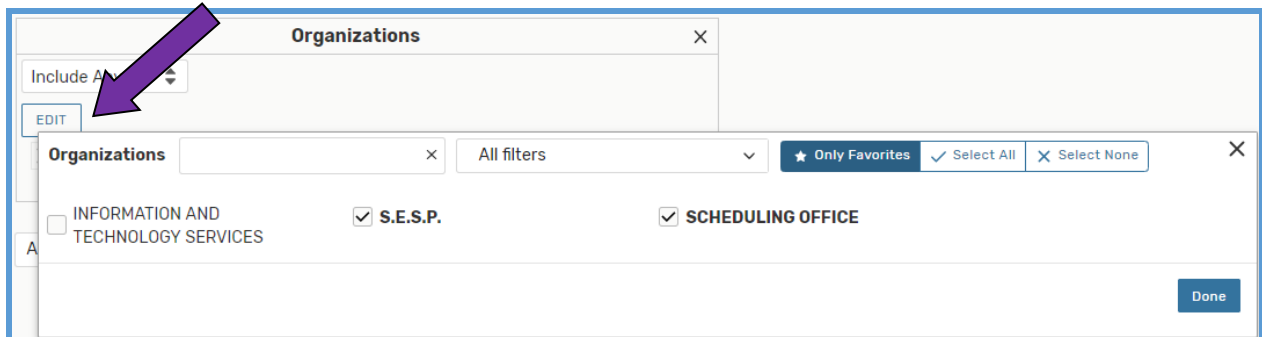 Organizations
Include
EDIT
Organizations All filters Only Favorites Select All Select None
INFORMATION AND
TECHNOLOGY SERVICES
S.E.S.P.
SCHEDULING OFFICE
A
Done